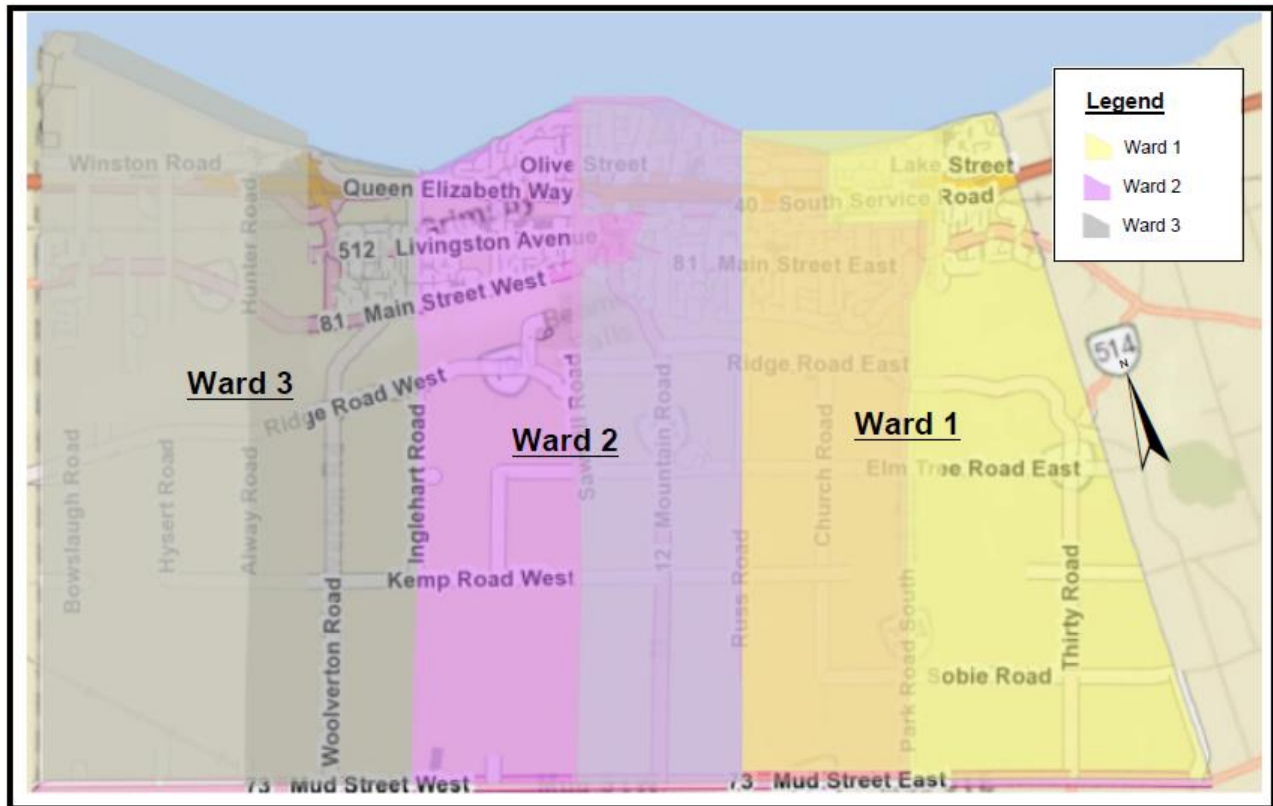 Legend
Ward 1
Ward 2
Ward 3
Winston Road
Olive Street
Lake Street
Queen Elizabeth Way
40 South Service Road
Hunter Road
512 Livingston Avenue
81 Main Street East
81 Main Street West
514
N
Ridge Road East
Ridge Road West
Ward 3
Ward 2
Ward 1
Sawmill Road
Inglehart Road
Church Road
Elm Tree Road East
12 Mountain Road
Bowslaugh Road
Hysert Road
Alway Road
Kemp Road West
Russ Road
Thirty Road
Woolverton Road
Park Road South
Sobie Road
73 Mud Street West
73 Mud Street East